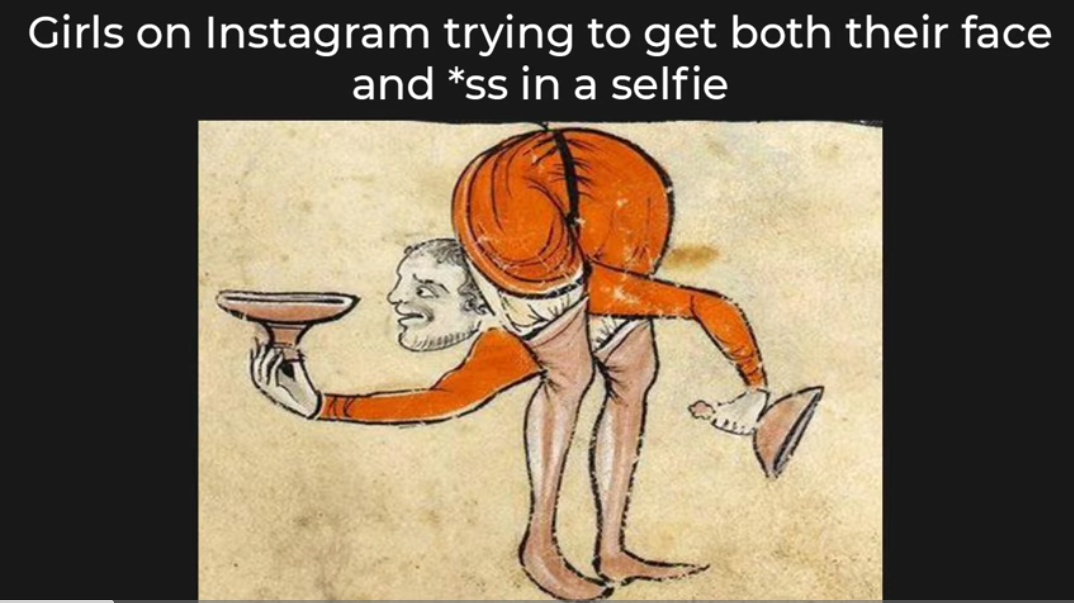 Girls on Instagram trying to get both their face
and *ss in a selfie